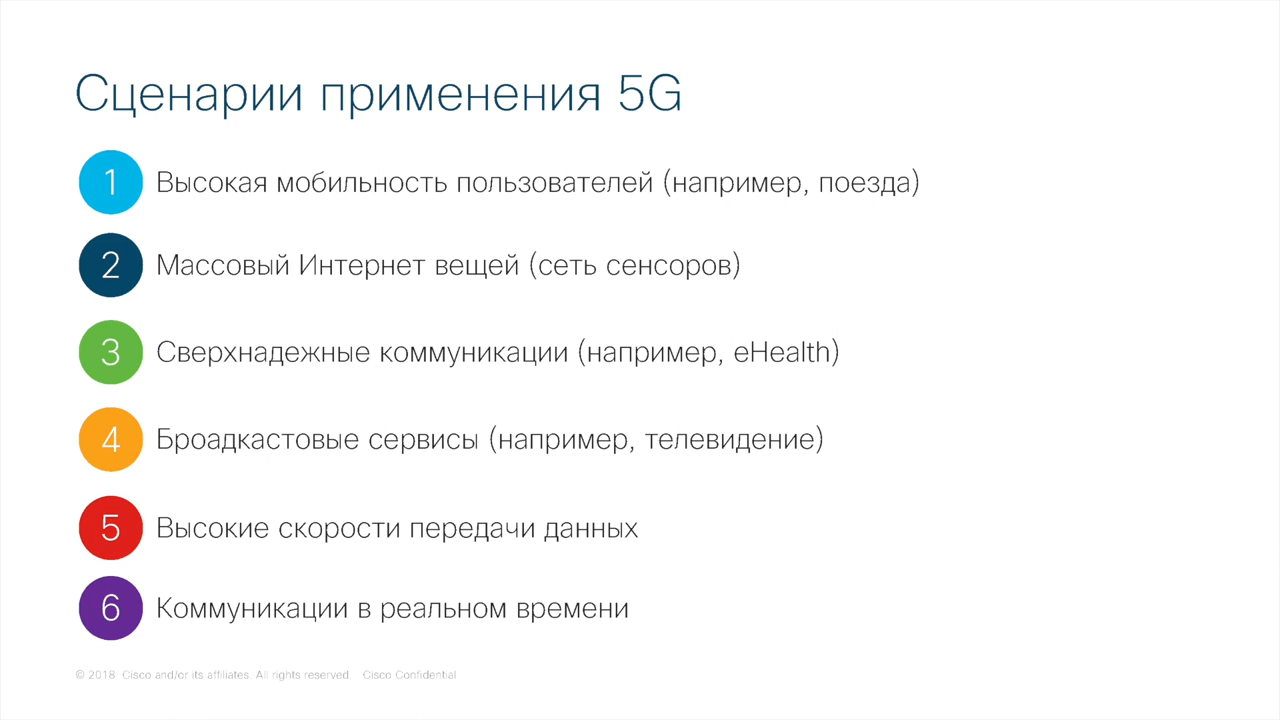 Сценарии применения 5G
1 Высокая мобильность пользователей (например, поезда)
2 Массовый Интернет вещей (сеть сенсоров)
3 Сверхнадежные коммуникации (например, eHealth)
4 Броадкастовые сервисы (например, телевидение)
5 Высокие скорости передачи данных
6 Коммуникации в реальном времени
© 2018 Cisco and/or its affiliates. All rights reserved. Cisco Confidential